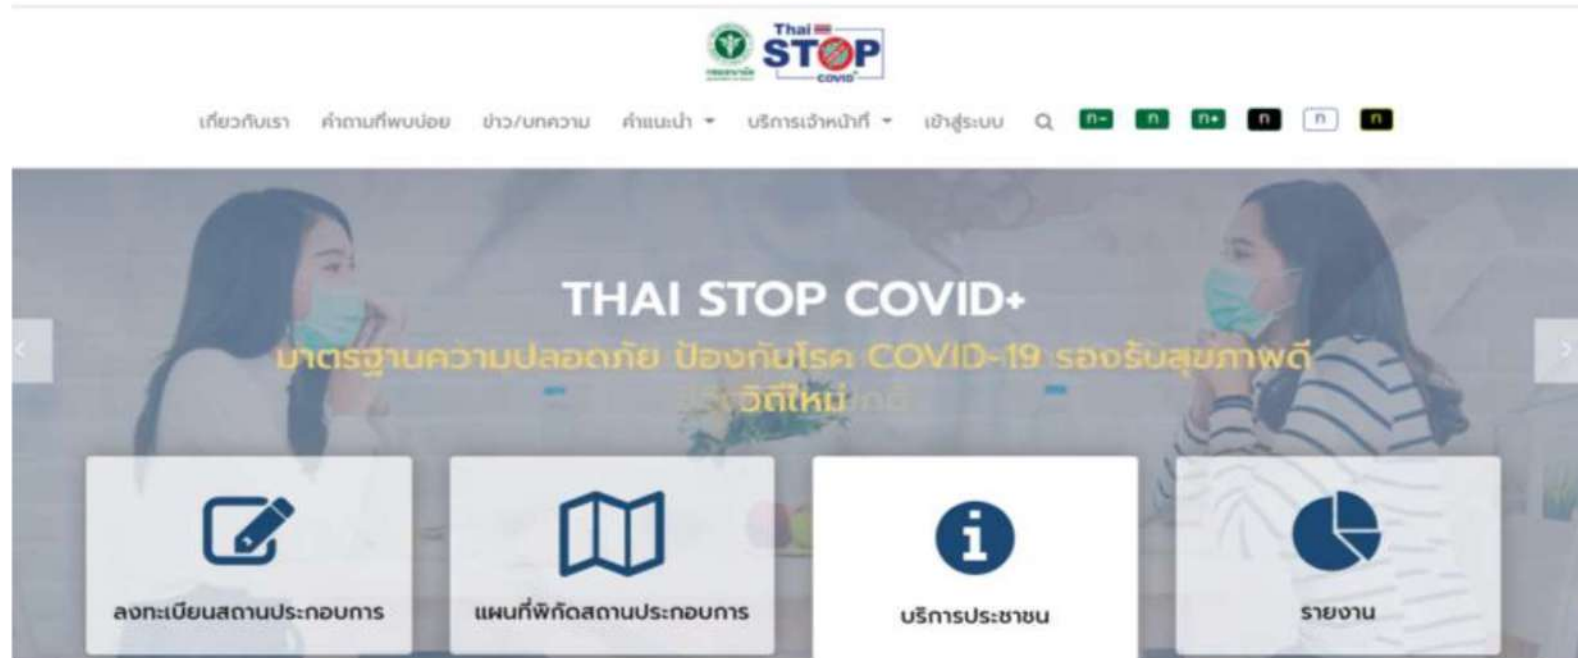 Thai
STOP
COVID+
กรมอนามัย
เกี่ยวกับเรา คำถามที่พบบ่อย ข่าว/บทความ คำแนะนำ บริการเจ้าหน้าที่ เข้าสู่ระบบ ก- ก ก+ ก ก ก
THAI STOP COVID+
มาตรฐานความปลอดภัย ป้องกันโรค COVID-19 รองรับสุขภาพดี
วิถีใหม่
ลงทะเบียนสถานประกอบการ แผนที่พิกัดสถานประกอบการ บริการประชาชน รายงาน